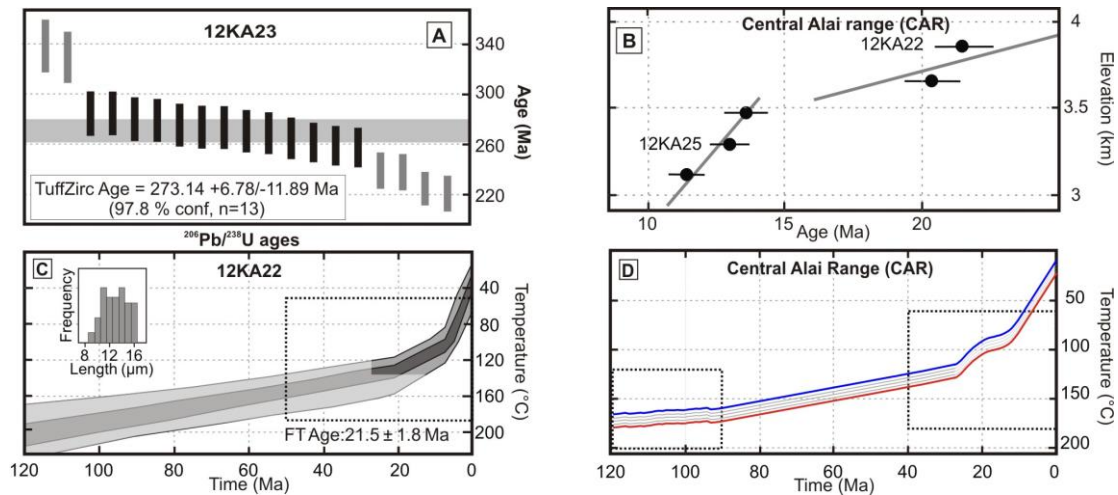 12KA23
A
340
300
260
220
Age (Ma)
TuffZirc Age = 273.14 +6.78/-11.89 Ma
(97.8 % conf, n=13)
²⁰⁶Pb/²³⁸U ages
Central Alai range (CAR)
B
12KA22
12KA25
4
3.5
3
Elevation (km)
10
15
20
Age (Ma)
C
12KA22
Frequency
8
12
16
Length (μm)
40
80
120
160
200
Temperature (°C)
FT Age:21.5 ± 1.8 Ma
120
100
80
60
40
20
0
Time (Ma)
D
Central Alai Range (CAR)
50
100
150
200
Temperature (°C)
120
100
80
60
40
20
0
Time (Ma)